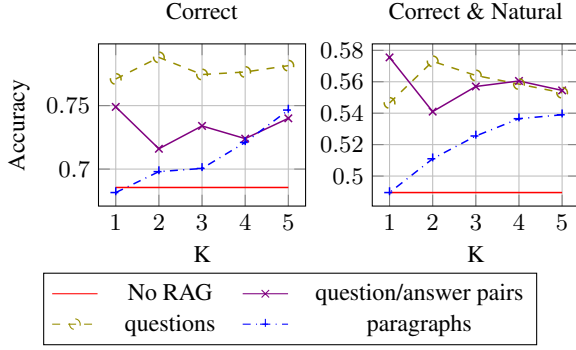 Correct
Correct & Natural
Accuracy
0.75
0.7
1 2 3 4 5
K
0.58
0.56
0.54
0.52
0.5
1 2 3 4 5
K
No RAG
question/answer pairs
questions
paragraphs